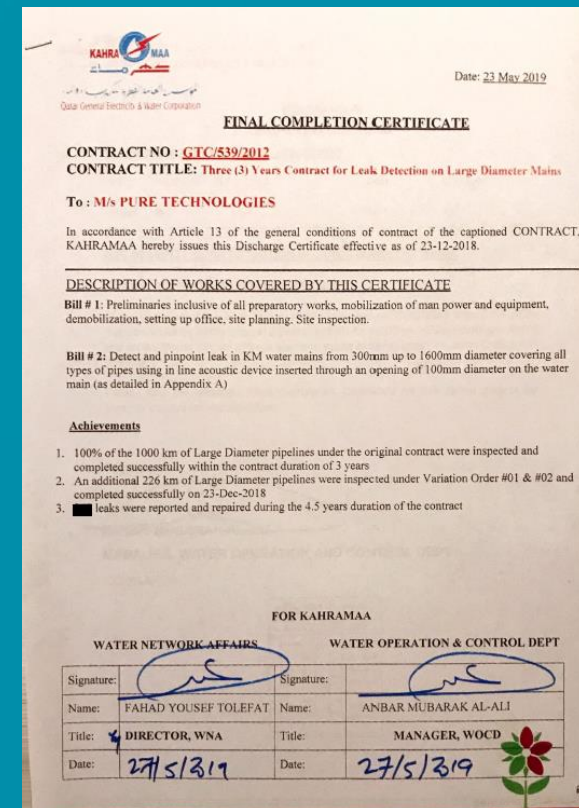 KAHRA MAA
Qatar General Electricity & Water Corporation
Date: 23 May 2019
FINAL COMPLETION CERTIFICATE
CONTRACT NO : GTC/539/2012
CONTRACT TITLE: Three (3) Years Contract for Leak Detection on Large Diameter Mains
To : M/s PURE TECHNOLOGIES
In accordance with Article 13 of the general conditions of contract of the captioned CONTRACT,
KAHRAMAA hereby issues this Discharge Certificate effective as of 23-12-2018.
DESCRIPTION OF WORKS COVERED BY THIS CERTIFICATE
Bill # 1: Preliminaries inclusive of all preparatory works, mobilization of man power and equipment,
demobilization, setting up office, site planning. Site inspection.
Bill # 2: Detect and pinpoint leak in KM water mains from 300mm up to 1600mm diameter covering all
types of pipes using in line acoustic device inserted through an opening of 100mm diameter on the water
main (as detailed in Appendix A)
Achievements
1. 100% of the 1000 km of Large Diameter pipelines under the original contract were inspected and
completed successfully within the contract duration of 3 years
2. An additional 226 km of Large Diameter pipelines were inspected under Variation Order #01 & #02 and
completed successfully on 23-Dec-2018
3. leaks were reported and repaired during the 4.5 years duration of the contract
FOR KAHRAMAA
WATER NETWORK AFFAIRS WATER OPERATION & CONTROL DEPT
Signature: Signature:
Name: FAHAD YOUSEF TOLEFAT Name: ANBAR MUBARAK AL-ALI
Title: DIRECTOR, WNA Title: MANAGER, WOCD
Date: 27/5/2019 Date: 27/5/2019